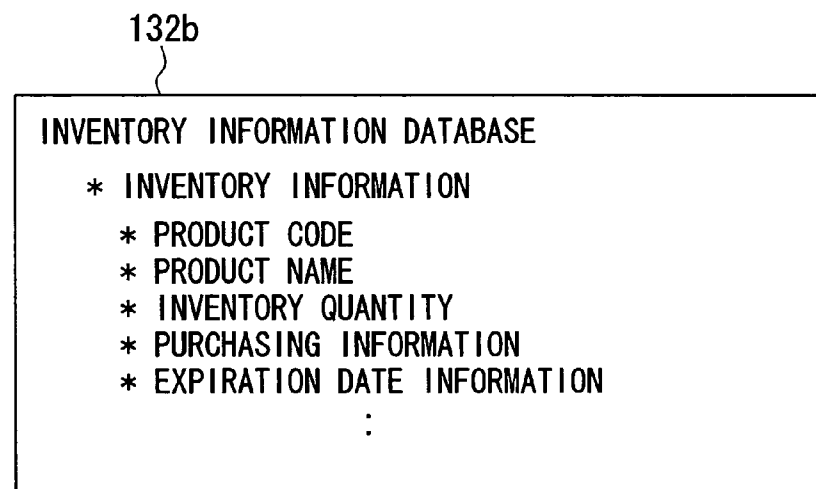 132b
INVENTORY INFORMATION DATABASE
* INVENTORY INFORMATION
* PRODUCT CODE
* PRODUCT NAME
* INVENTORY QUANTITY
* PURCHASING INFORMATION
* EXPIRATION DATE INFORMATION
: